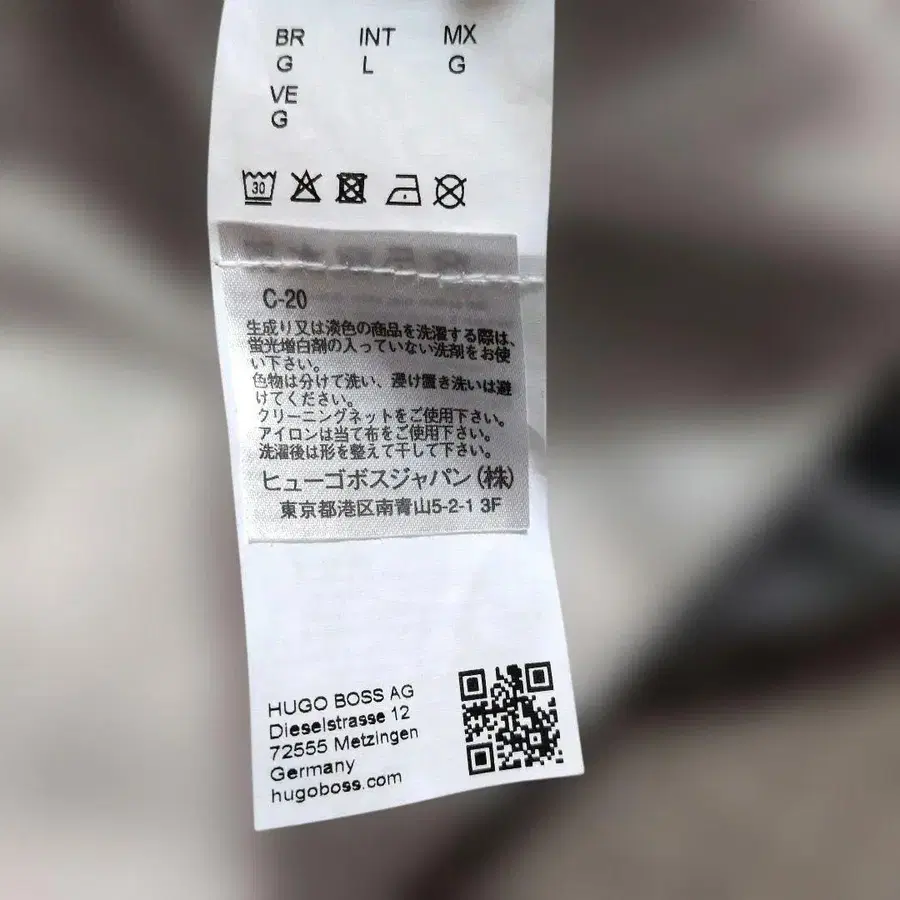 BR INT MX
G L G
VE
G
30
C-20
生成り又は淡色の商品を洗濯する際は、
蛍光増白剤の入っていない洗剤をお使
い下さい。
色物は分けて洗い、浸け置き洗いは避
けてください。
クリーニングネットをご使用下さい。
アイロンは当て布をご使用下さい。
洗濯後は形を整えて干して下さい。
ヒューゴボスジャパン(株)
東京都港区南青山5-2-1 3F
HUGO BOSS AG
Dieselstrasse 12
72555 Metzingen
Germany
hugoboss.com